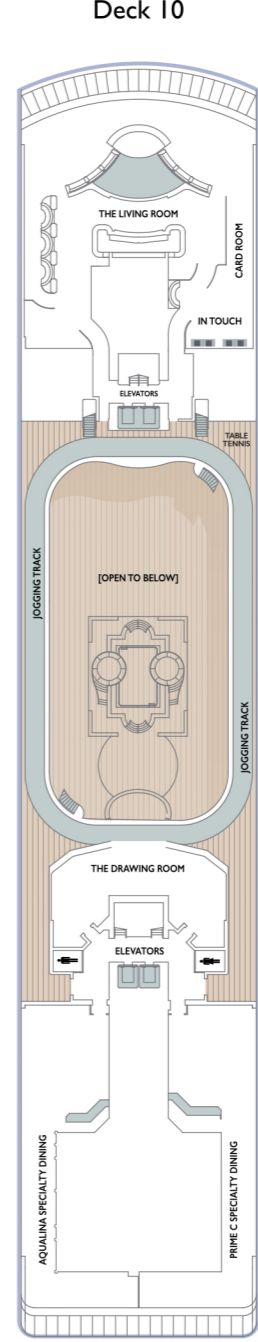 Deck 10
THE LIVING ROOM
CARD ROOM
IN TOUCH
ELEVATORS
TABLE
TENNIS
JOGGING TRACK
[OPEN TO BELOW]
JOGGING TRACK
THE DRAWING ROOM
ELEVATORS
AQUALINA SPECIALTY DINING
PRIME C SPECIALTY DINING